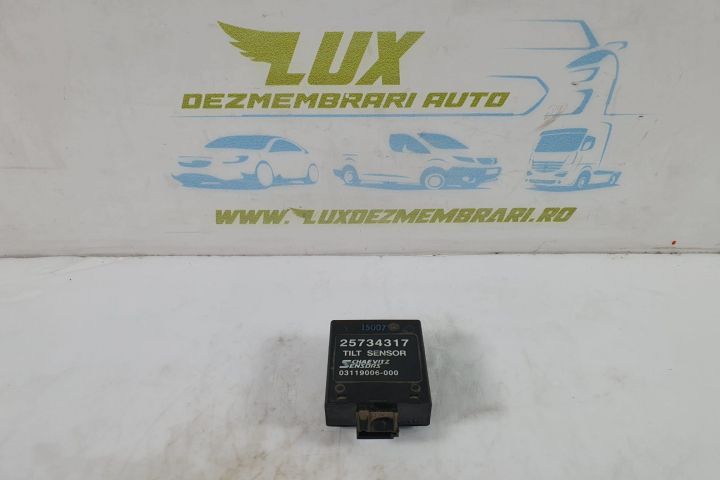 LUX
DEZMEMBRARI AUTO
WWW.LUXDEZMEMBRARI.RO
15007
25734317
TILT SENSOR
SCHAEVITZ
SENSORS
03119006-000